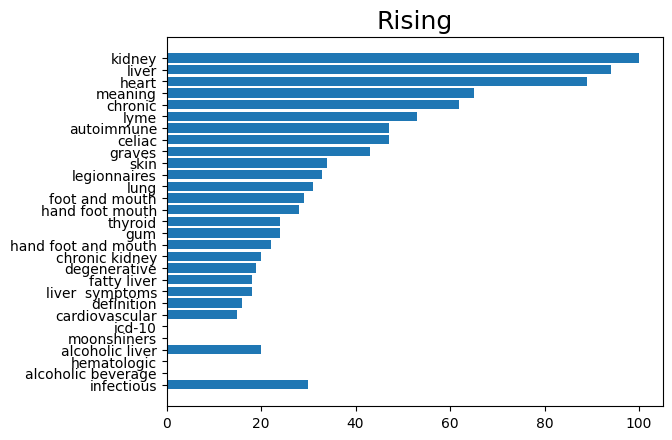 Rising
kidney
liver
heart
meaning
chronic
lyme
autoimmune
celiac
graves
skin
legionnaires
lung
foot and mouth
hand foot mouth
thyroid
gum
hand foot and mouth
chronic kidney
degenerative
fatty liver
liver  symptoms
definition
cardiovascular
icd-10
moonshiners
alcoholic liver
hematologic
alcoholic beverage
infectious
0 20 40 60 80 100